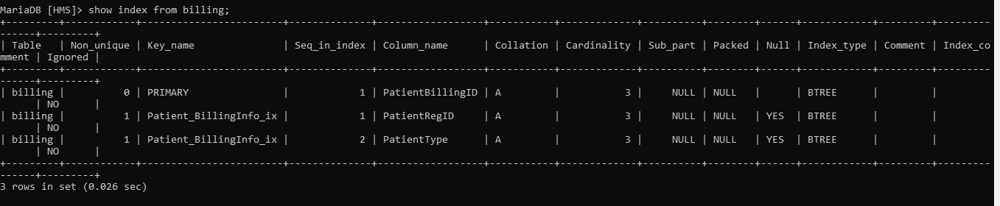 MariaDB [HMS]> show index from billing;
+---------+------------+------------------------+--------------+------------------+-----------+-------------+----------+--------+------+------------+---------+---------
------+---------+
| Table   | Non_unique | Key_name               | Seq_in_index | Column_name      | Collation | Cardinality | Sub_part | Packed | Null | Index_type | Comment | Index_co
mment | Ignored |
+---------+------------+------------------------+--------------+------------------+-----------+-------------+----------+--------+------+------------+---------+---------
------+---------+
| billing |          0 | PRIMARY                |            1 | PatientBillingID | A         |           3 |     NULL | NULL   |      | BTREE      |         |
      | NO      |
| billing |          1 | Patient_BillingInfo_ix |            1 | PatientRegID     | A         |           3 |     NULL | NULL   | YES  | BTREE      |         |
      | NO      |
| billing |          1 | Patient_BillingInfo_ix |            2 | PatientType      | A         |           3 |     NULL | NULL   | YES  | BTREE      |         |
      | NO      |
+---------+------------+------------------------+--------------+------------------+-----------+-------------+----------+--------+------+------------+---------+---------
------+---------+
3 rows in set (0.026 sec)